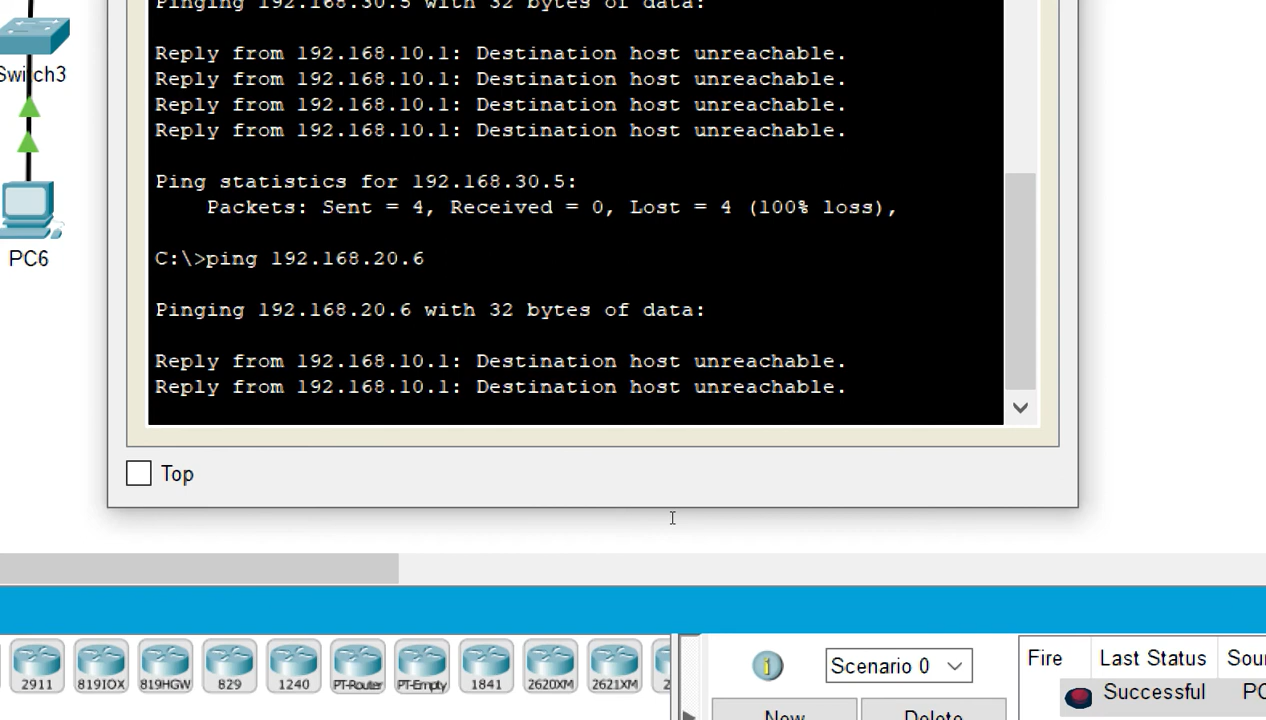 Pinging 192.168.30.5 with 32 bytes of data:
Reply from 192.168.10.1: Destination host unreachable.
Reply from 192.168.10.1: Destination host unreachable.
Reply from 192.168.10.1: Destination host unreachable.
Reply from 192.168.10.1: Destination host unreachable.
Ping statistics for 192.168.30.5:
Packets: Sent = 4, Received = 0, Lost = 4 (100% loss),
C:\>ping 192.168.20.6
Pinging 192.168.20.6 with 32 bytes of data:
Reply from 192.168.10.1: Destination host unreachable.
Reply from 192.168.10.1: Destination host unreachable.
Switch3
PC6
Top
2911 819IOX 819HGW 829 1240 PT-Router PT-Empty 1841 2620XM 2621XM 2
Scenario 0
New Delete
Fire Last Status Sou
Successful PC